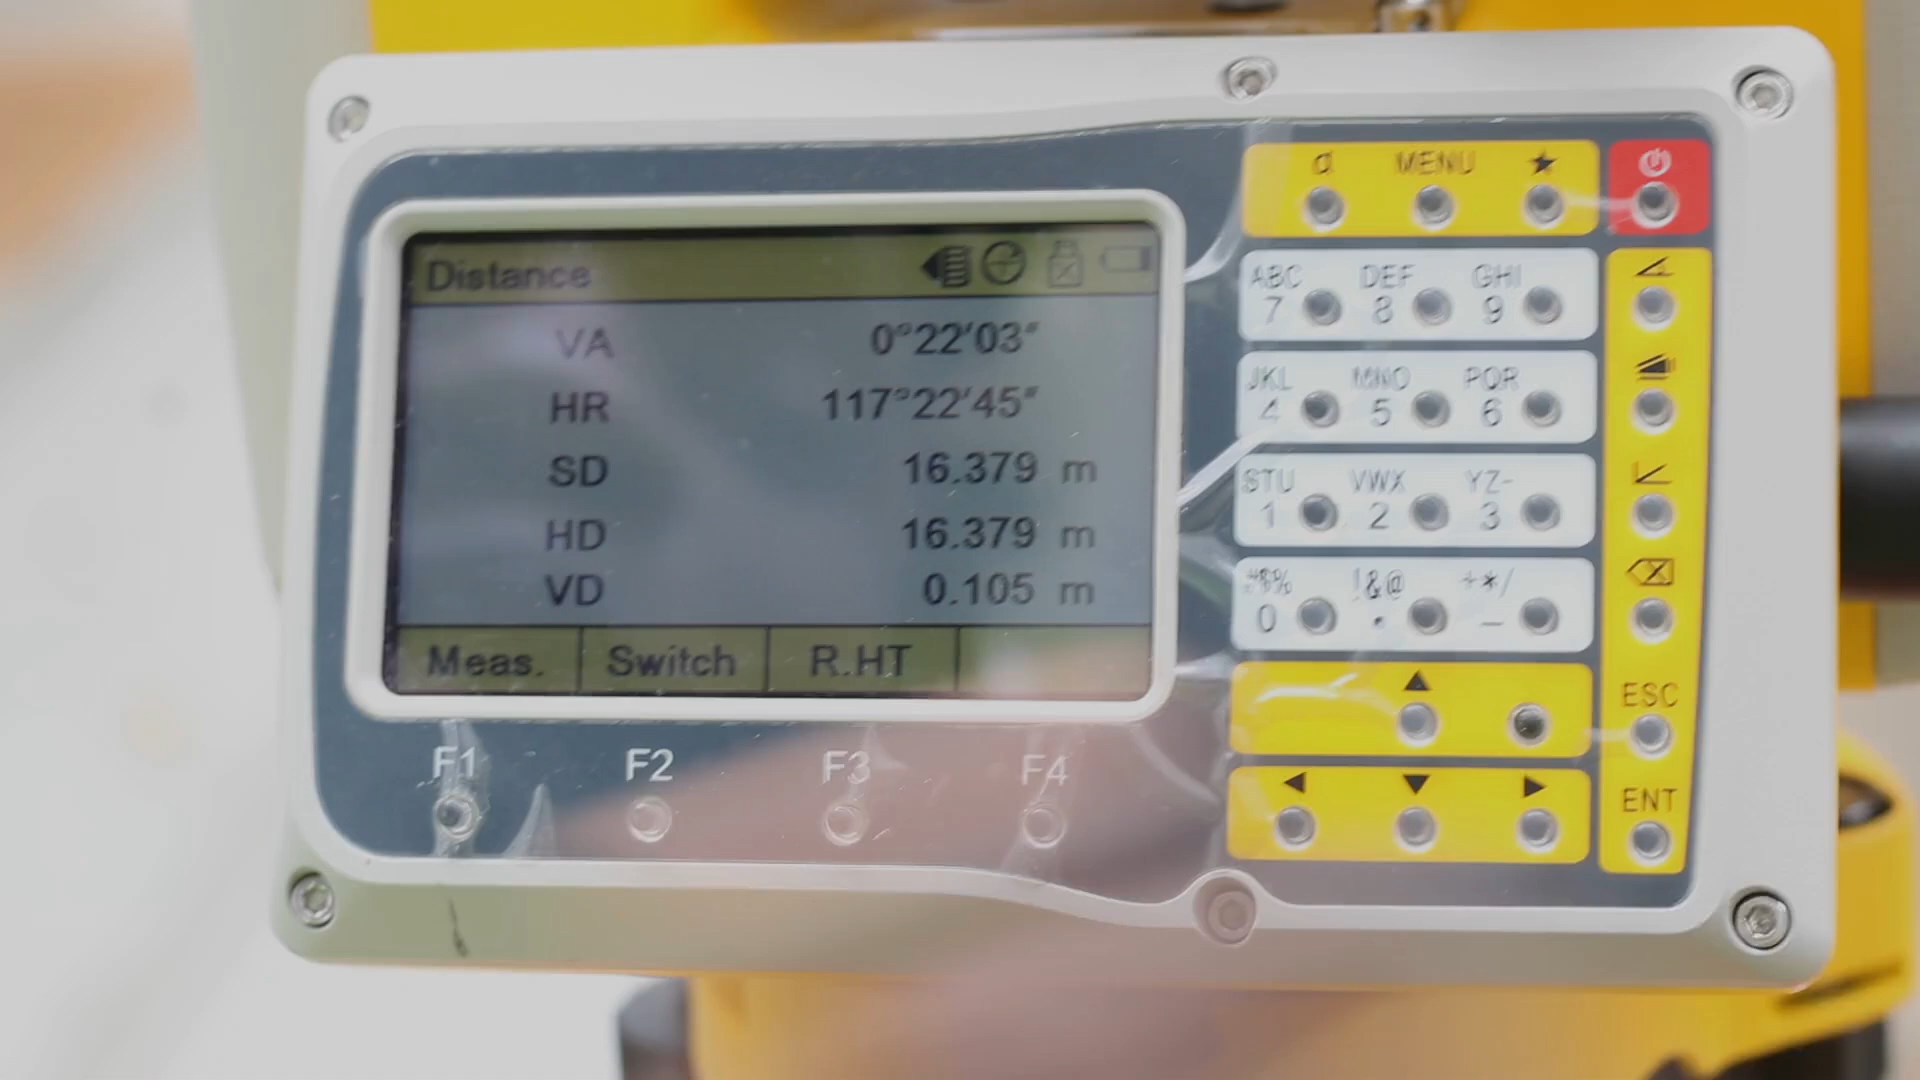 Distance
VA 0°22'03"
HR 117°22'45"
SD 16.379 m
HD 16.379 m
VD 0.105 m
Meas. Switch R.HT
F1 F2 F3 F4
α MENU ★
ABC DEF GHI
7 8 9
JKL MNO PQR
4 5 6
STU VWX YZ-
1 2 3
#$% !&@ +*/
0 . –
ESC
ENT